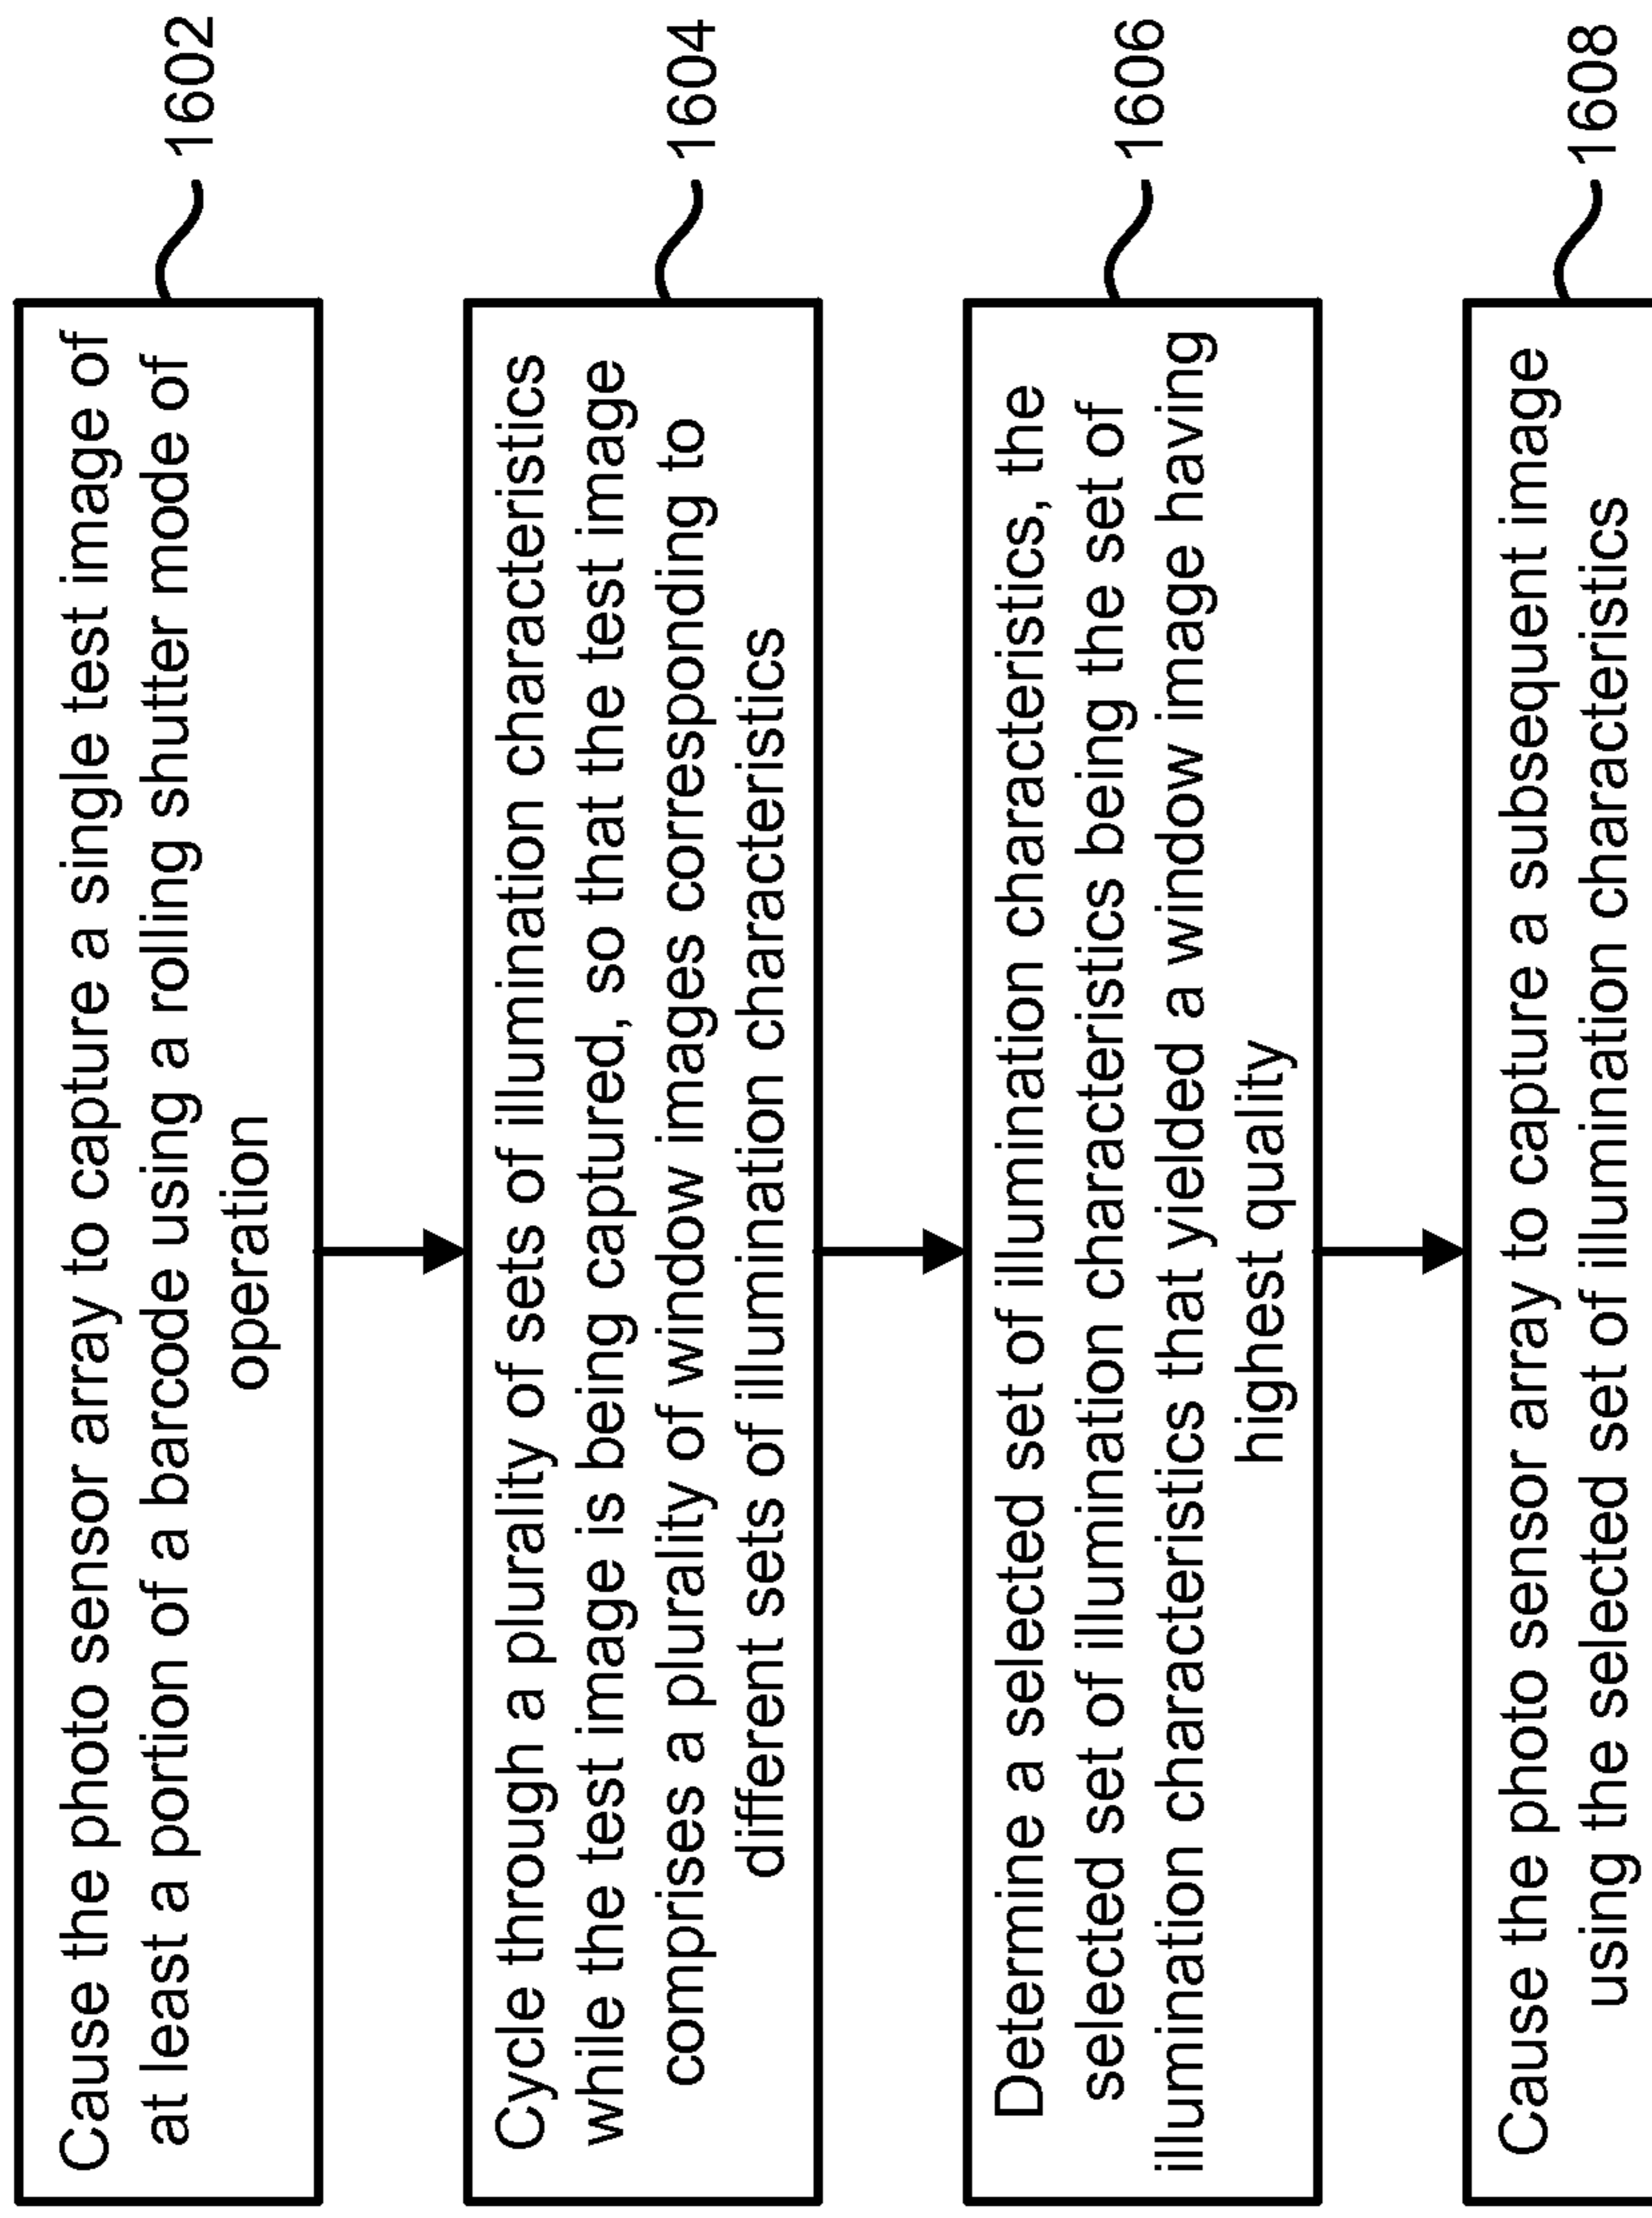 Cause the photo sensor array to capture a single test image of
at least a portion of a barcode using a rolling shutter mode of
operation
1602
Cycle through a plurality of sets of illumination characteristics
while the test image is being captured, so that the test image
comprises a plurality of window images corresponding to
different sets of illumination characteristics
1604
Determine a selected set of illumination characteristics, the
selected set of illumination characteristics being the set of
illumination characteristics that yielded a window image having
highest quality
1606
Cause the photo sensor array to capture a subsequent image
using the selected set of illumination characteristics
1608